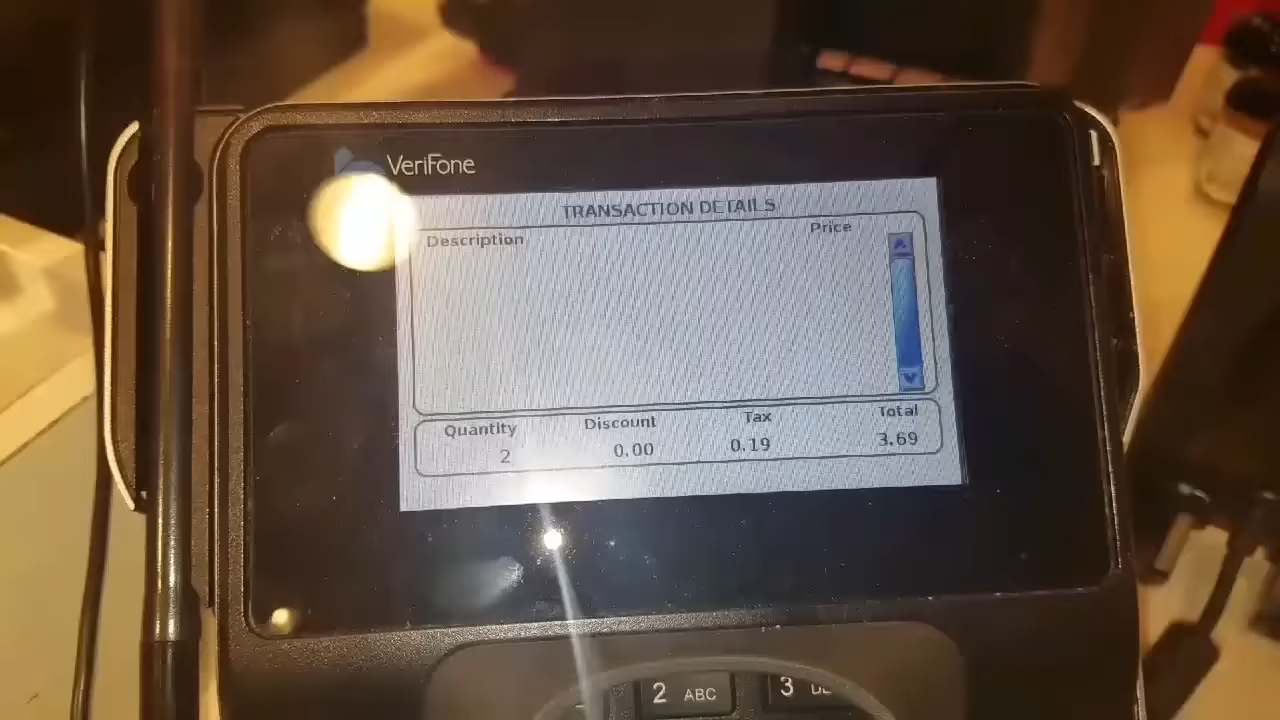 VeriFone
TRANSACTION DETAILS
Description Price
Quantity Discount Tax Total
2 0.00 0.19 3.69
2 ABC 3